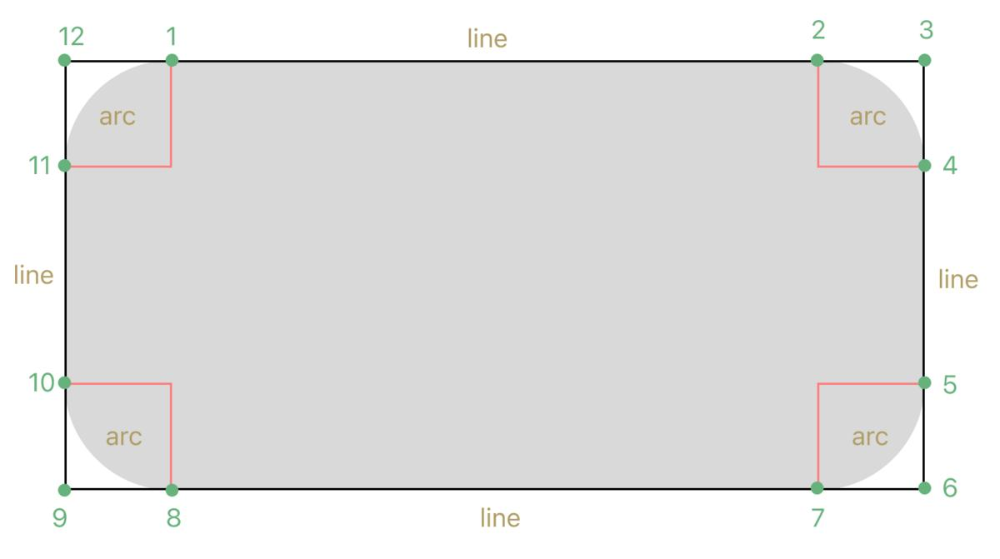 12 1 line 2 3
arc arc
11 4
line line
10 5
arc arc
6
9 8 line 7